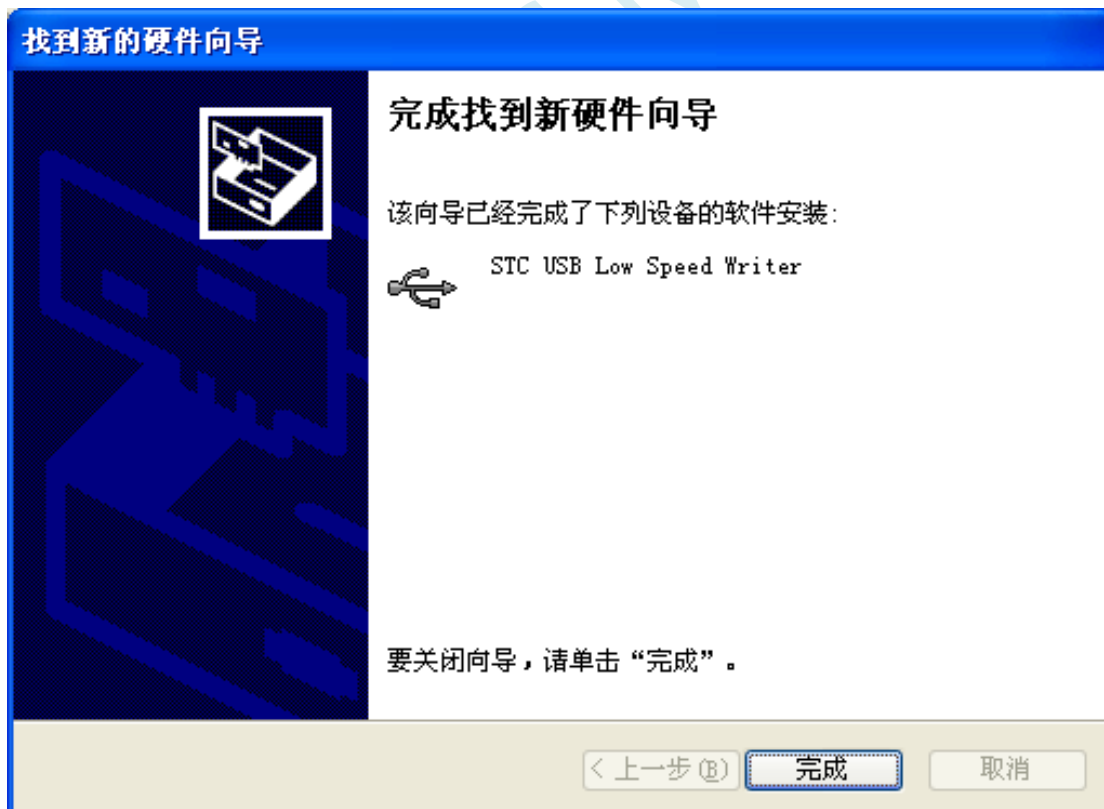 找到新的硬件向导
完成找到新硬件向导
该向导已经完成了下列设备的软件安装:
STC USB Low Speed Writer
要关闭向导，请单击“完成”。
< 上一步(B)
完成
取消